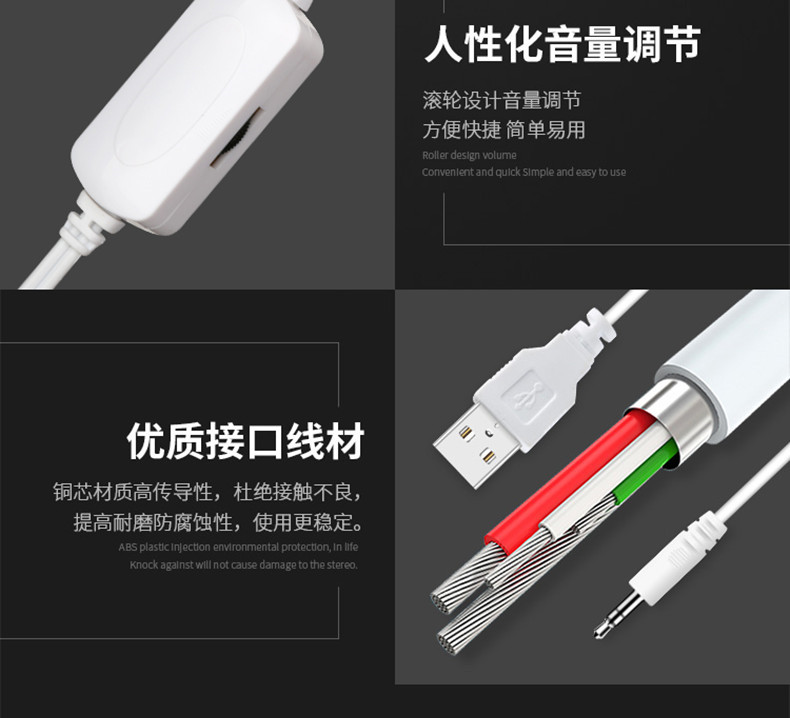 人性化音量调节
滚轮设计音量调节
方便快捷 简单易用
Roller design volume
Convenient and quick Simple and easy to use
优质接口线材
铜芯材质高传导性，杜绝接触不良，
提高耐磨防腐蚀性，使用更稳定。
ABS plastic injection environmental protection, In life
Knock against will not cause damage to the stereo.